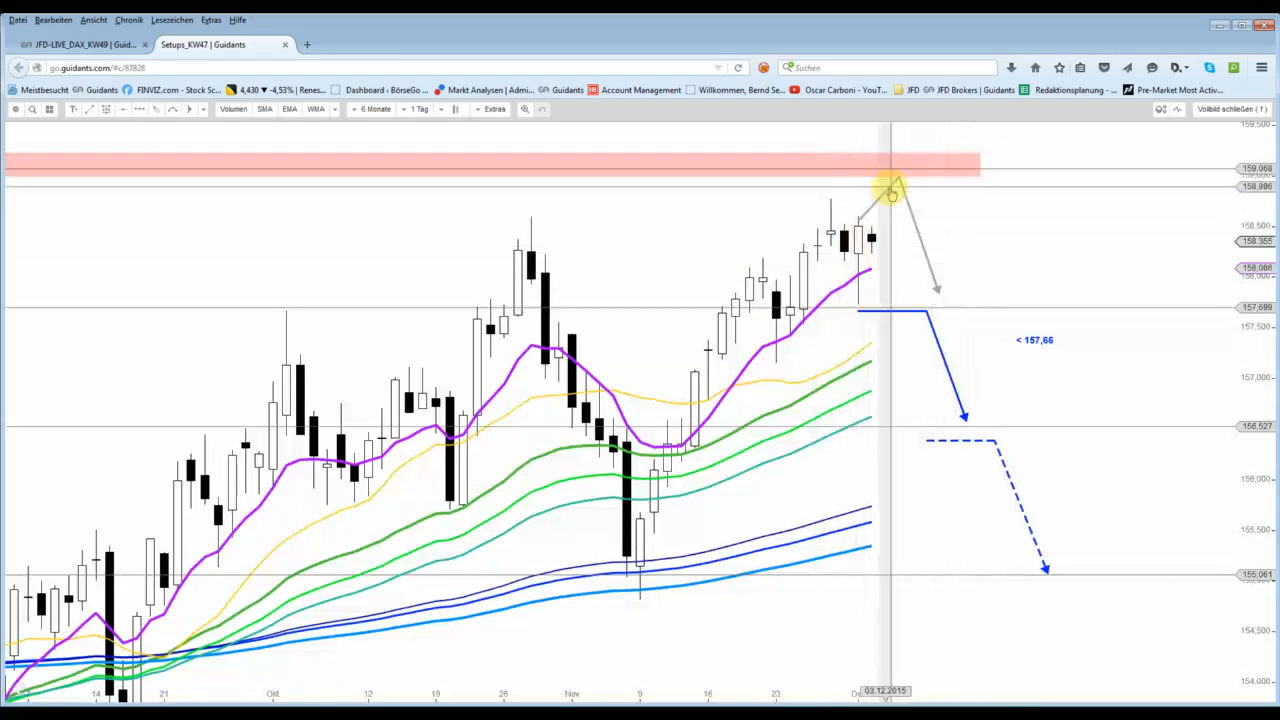 Datei Bearbeiten Ansicht Chronik Lesezeichen Extras Hilfe
JFD-LIVE_DAX_KW49 | Guid... Setups_KW47 | Guidants
go.guidants.com/#c/87828 Suchen
Meistbesucht Guidants FINVIZ.com - Stock Sc... 4,430 ▼ -4,53% | Renes... Dashboard ‹ BörseGo ... Markt Analysen | Admi... Guidants Account Management Willkommen, Bernd Se... Oscar Carboni - YouT... JFD JFD Brokers | Guidants Redaktionsplanung - ... Pre-Market Most Activ...
Volumen SMA EMA WMA 6 Monate 1 Tag Extras Vollbild schließen ( f )
159,500
159,068
158,896
158,500
158,355
158,086
158,000
157,699
157,500
< 157,66
157,000
156,527
156,000
155,500
155,061
154,500
154,000
14 21 Okt 12 19 26 Nov 9 16 23 03.12.2015